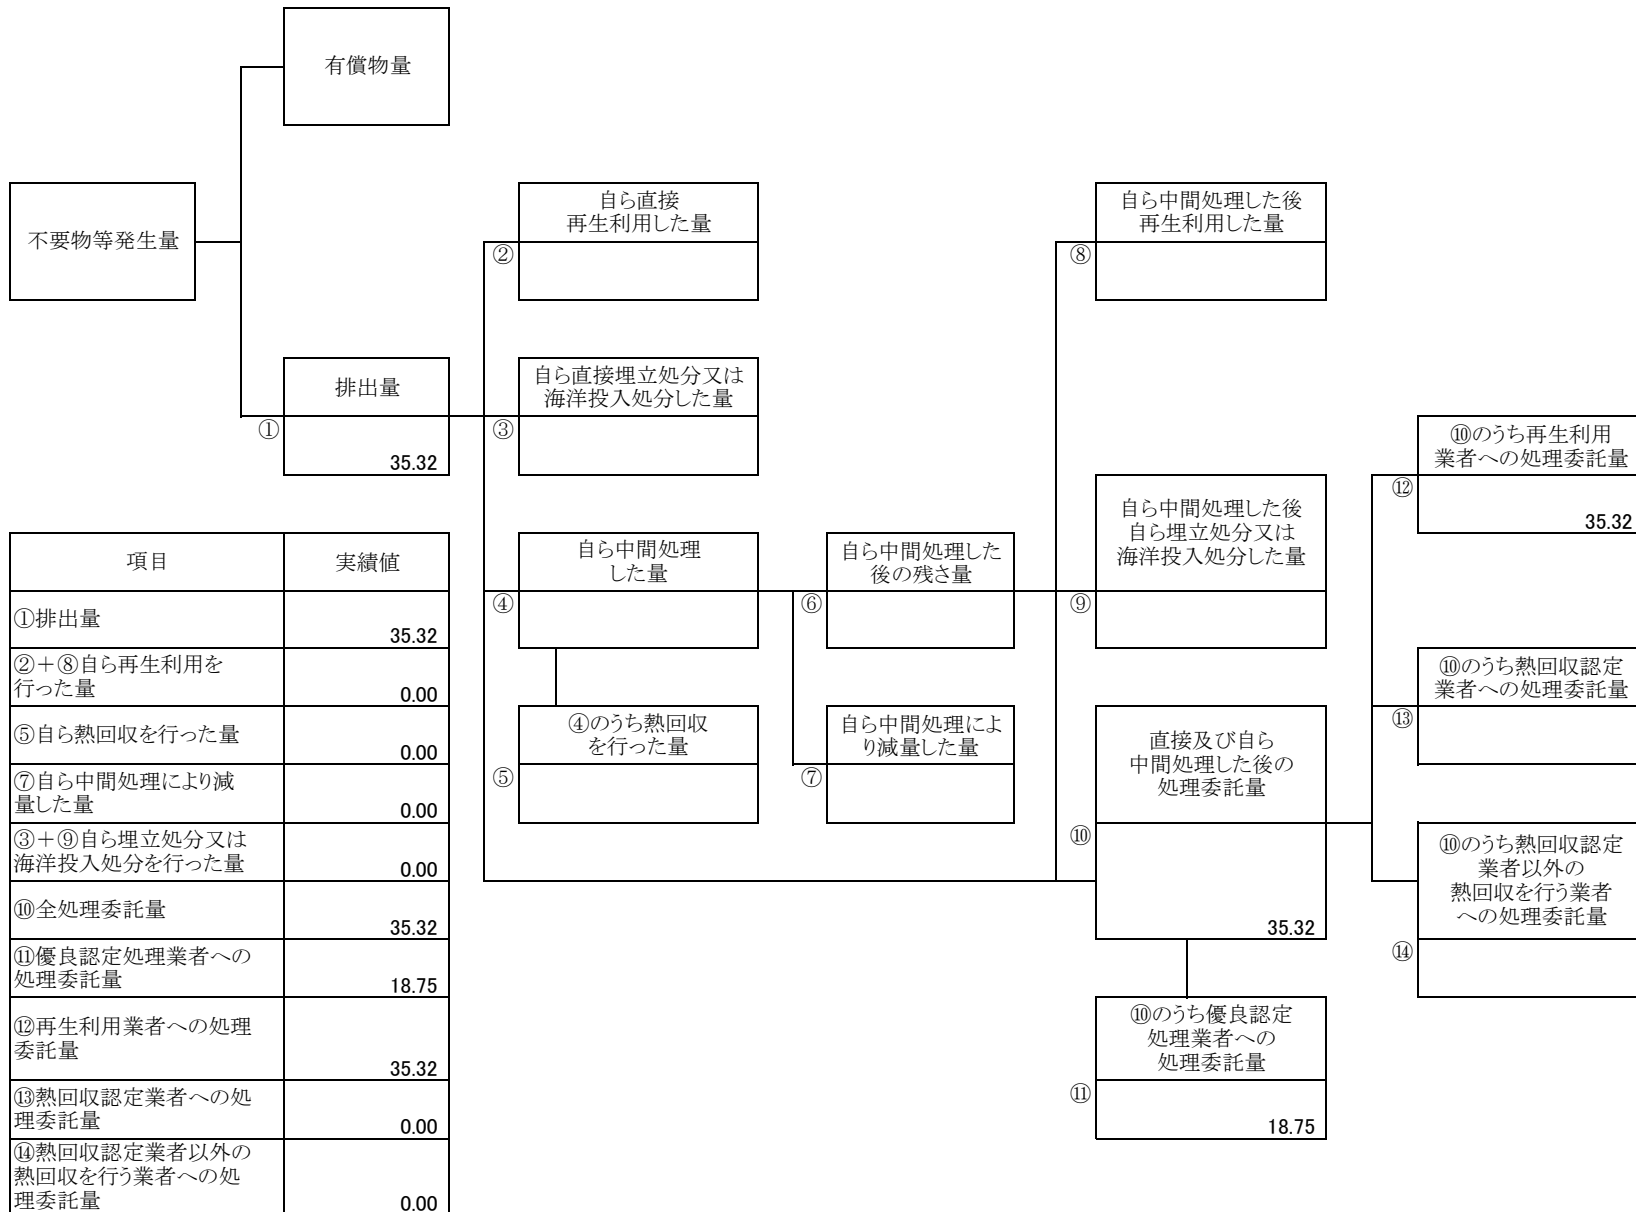 有償物量
不要物等発生量
自ら直接
再生利用した量
②
自ら中間処理した後
再生利用した量
⑧
排出量
①
35.32
自ら直接埋立処分又は
海洋投入処分した量
③
⑩のうち再生利用
業者への処理委託量
⑫
35.32
自ら中間処理した後
自ら埋立処分又は
海洋投入処分した量
⑨
自ら中間処理
した量
④
自ら中間処理した
後の残さ量
⑥
④のうち熱回収
を行った量
⑤
自ら中間処理によ
り減量した量
⑦
直接及び自ら
中間処理した後の
処理委託量
⑩
35.32
⑩のうち熱回収認定
業者への処理委託量
⑬
⑩のうち熱回収認定
業者以外の
熱回収を行う業者
への処理委託量
⑭
⑩のうち優良認定
処理業者への
処理委託量
⑪
18.75
項目 実績値
①排出量
35.32
②＋⑧自ら再生利用を
行った量
0.00
⑤自ら熱回収を行った量
0.00
⑦自ら中間処理により減
量した量
0.00
③＋⑨自ら埋立処分又は
海洋投入処分を行った量
0.00
⑩全処理委託量
35.32
⑪優良認定処理業者への
処理委託量
18.75
⑫再生利用業者への処理
委託量
35.32
⑬熱回収認定業者への処
理委託量
0.00
⑭熱回収認定業者以外の
熱回収を行う業者への処
理委託量
0.00